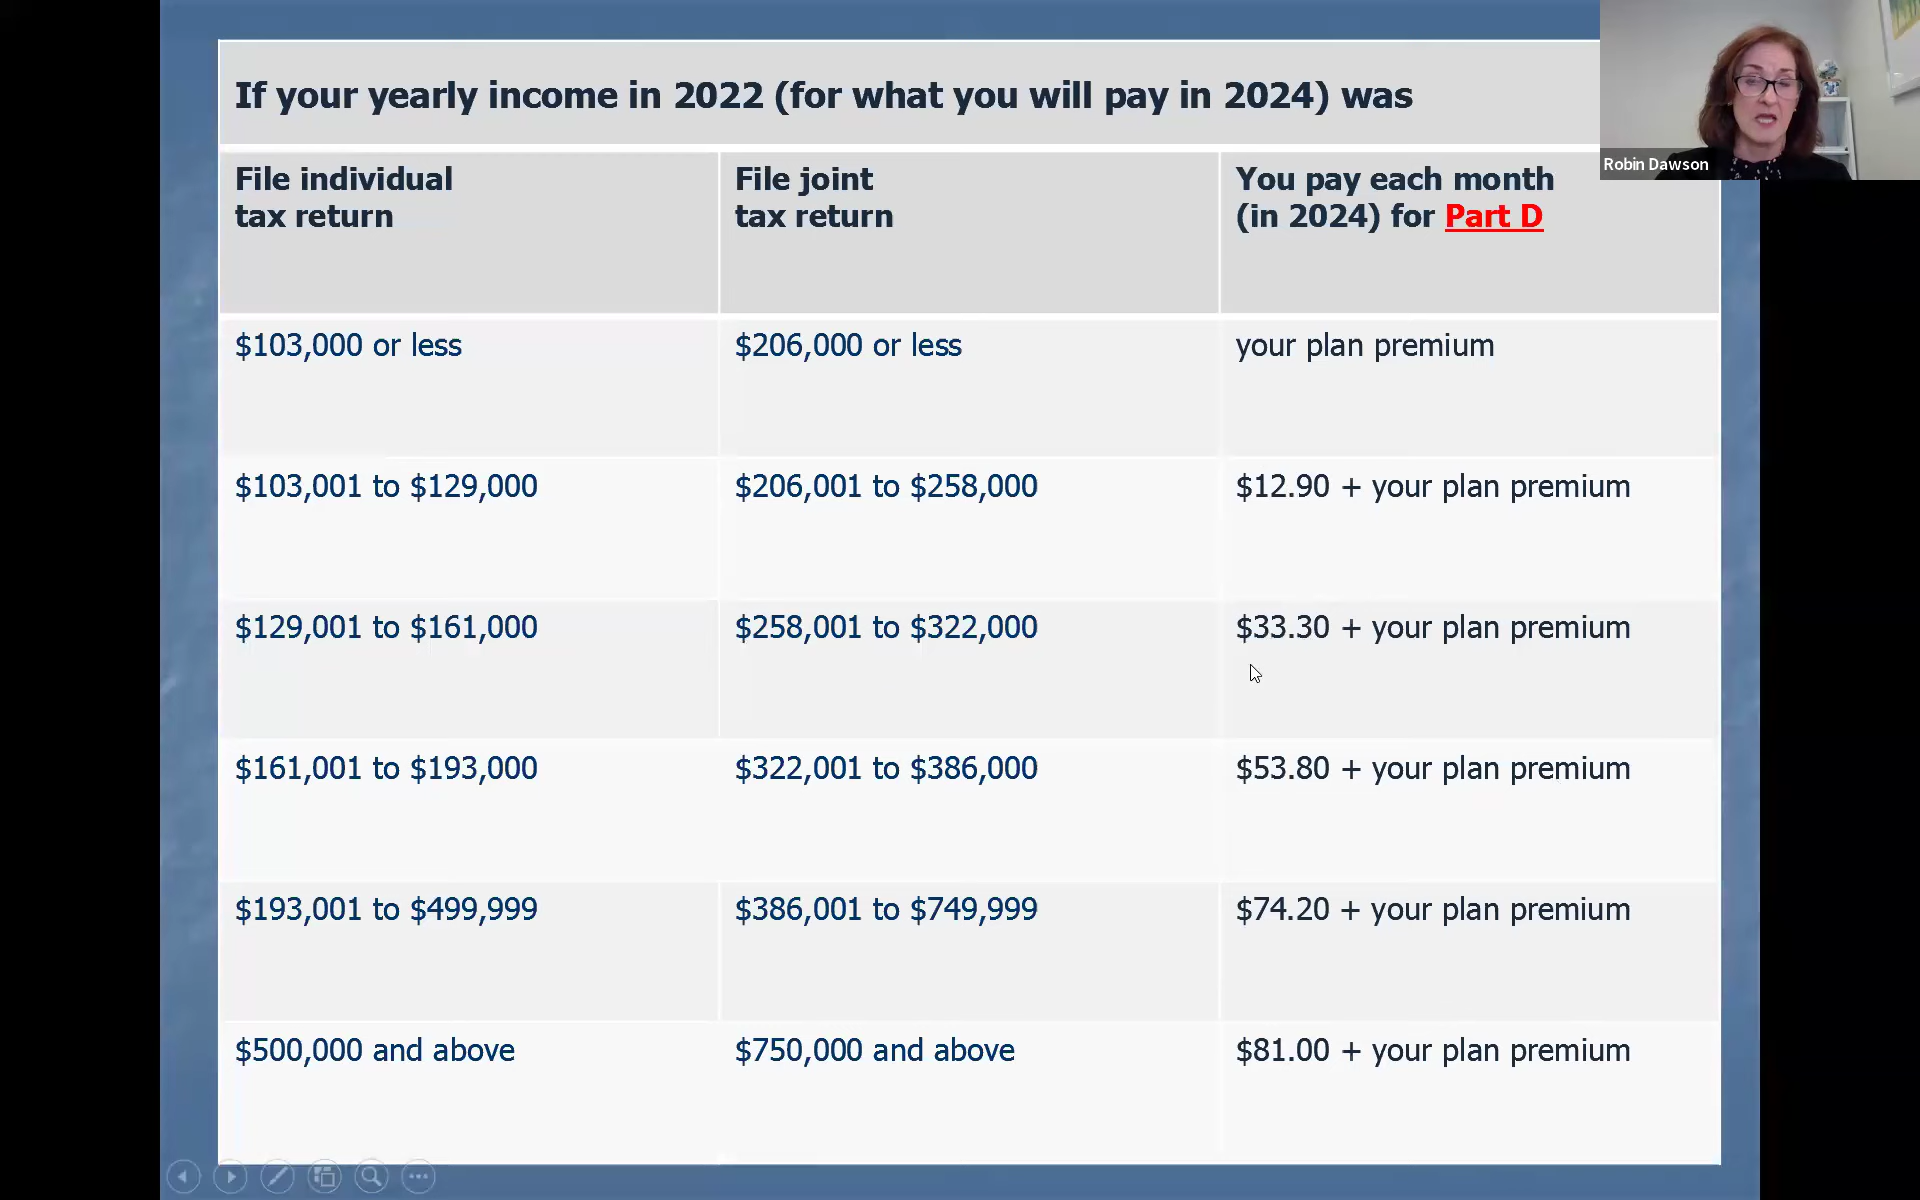 If your yearly income in 2022 (for what you will pay in 2024) was
Robin Dawson
File individual
tax return
File joint
tax return
You pay each month
(in 2024) for Part D
$103,000 or less
$206,000 or less
your plan premium
$103,001 to $129,000
$206,001 to $258,000
$12.90 + your plan premium
$129,001 to $161,000
$258,001 to $322,000
$33.30 + your plan premium
$161,001 to $193,000
$322,001 to $386,000
$53.80 + your plan premium
$193,001 to $499,999
$386,001 to $749,999
$74.20 + your plan premium
$500,000 and above
$750,000 and above
$81.00 + your plan premium